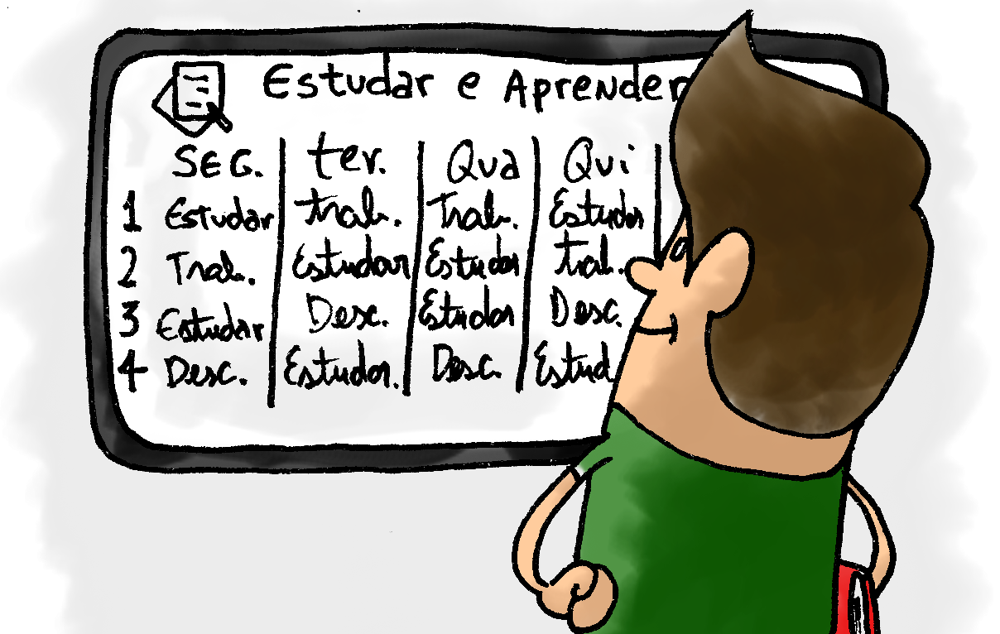 Estudar e Aprender
SEG. ter. Qua Qui
1 Estudar trab. Trab. Estudar
2 Trab. Estudar Estudar trab.
3 Estudar Desc. Estudar Desc.
4 Desc. Estudar. Desc. Estud